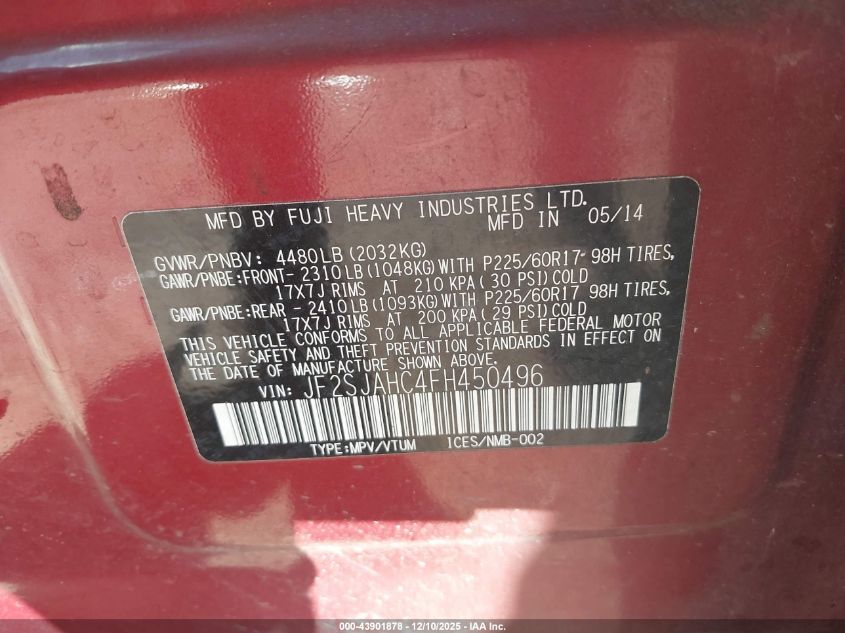 MFD BY FUJI HEAVY INDUSTRIES LTD.
MFD IN 05/14
GVWR/PNBV: 4480LB(2032KG)
GAWR/PNBE:FRONT- 2310LB(1048KG)WITH P225/60R17 98H TIRES,
17X7J RIMS AT 210 KPA( 30 PSI)COLD
GAWR/PNBE:REAR - 2410LB(1093KG)WITH P225/60R17 98H TIRES,
17X7J RIMS AT 200 KPA( 29 PSI)COLD
THIS VEHICLE CONFORMS TO ALL APPLICABLE FEDERAL MOTOR
VEHICLE SAFETY AND THEFT PREVENTION STANDARDS IN EFFECT ON
THE DATE OF MANUFACTURE SHOWN ABOVE.
VIN: JF2SJAHC4FH450496
TYPE:MPV/VTUM ICES/NMB-002
000-43901878 - 12/10/2025 - IAA Inc.